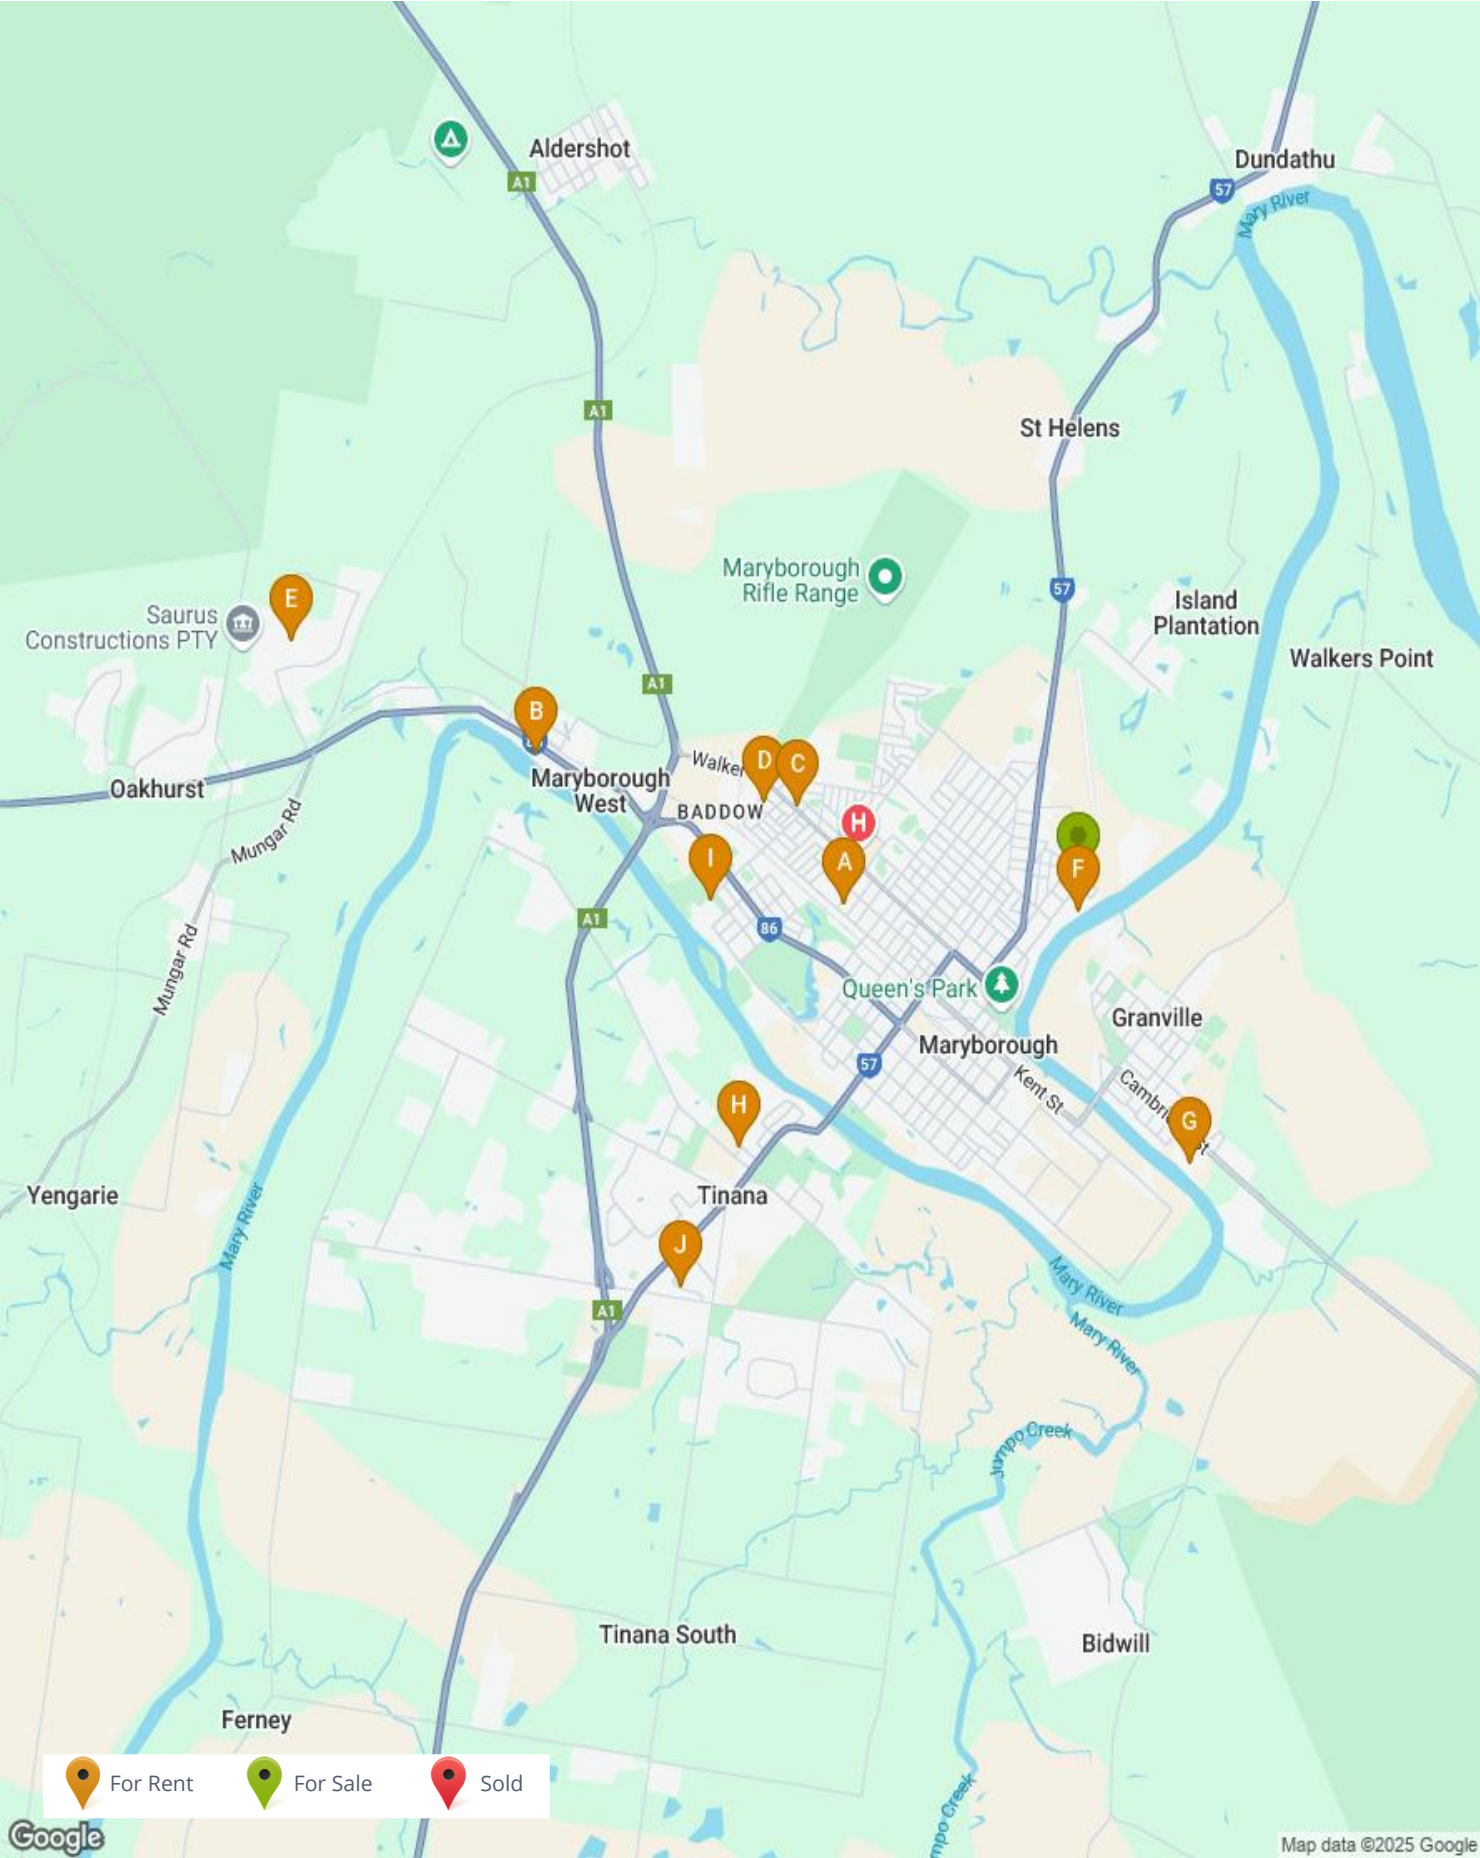 Aldershot
A1
Dundathu
57
Mary River
A1
St Helens
Maryborough
Rifle Range
57
Island
Plantation
Walkers Point
E
Saurus
Constructions PTY
A1
B
Oakhurst
Maryborough
West
Walker
D
C
BADDOW
H
Mungar Rd
I
A
F
A1
86
Mungar Rd
Queen's Park
Granville
Maryborough
57
Kent St
H
G
Yengarie
Mary River
Tinana
J
A1
Mary River
Mary River
Jumpo Creek
Tinana South
Bidwill
Ferney
For Rent
For Sale
Sold
mpo Creek
Google
Map data ©2025 Google